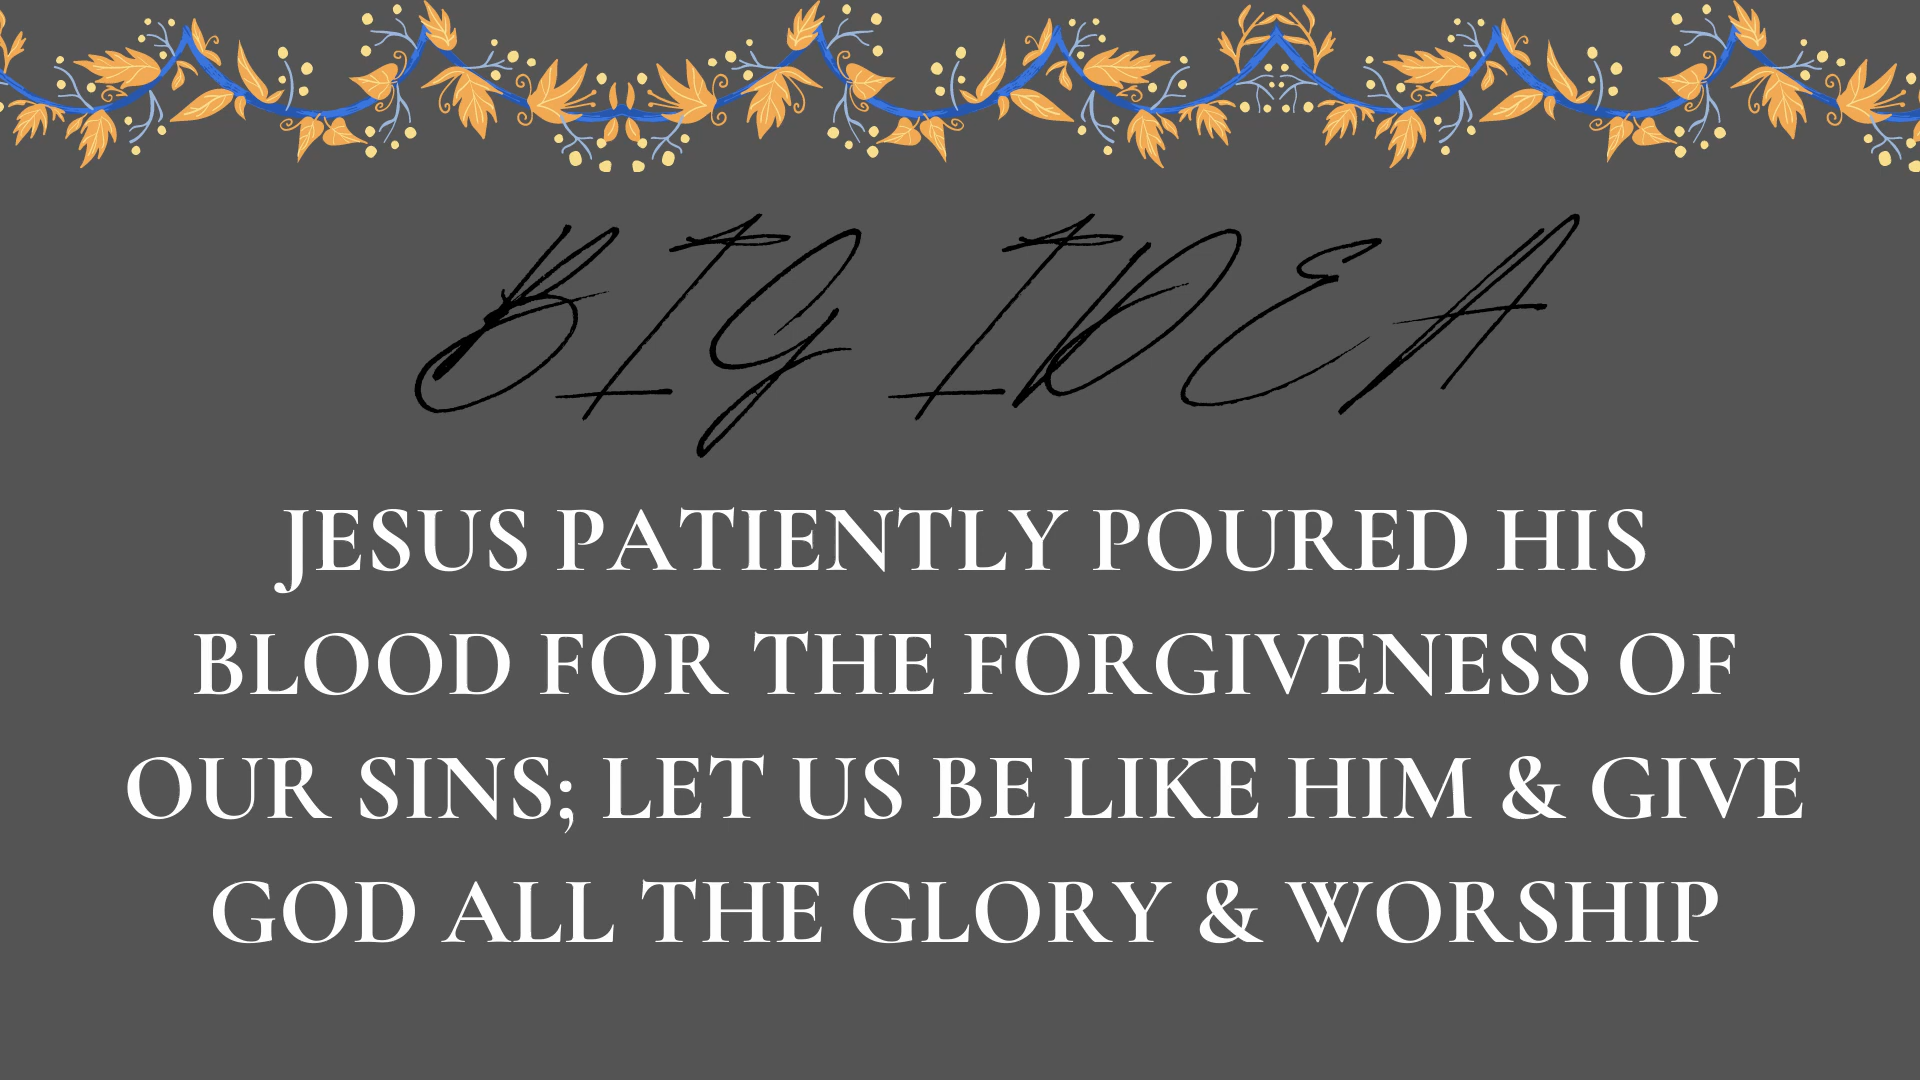 BIG IDEA
JESUS PATIENTLY POURED HIS
BLOOD FOR THE FORGIVENESS OF
OUR SINS; LET US BE LIKE HIM & GIVE
GOD ALL THE GLORY & WORSHIP